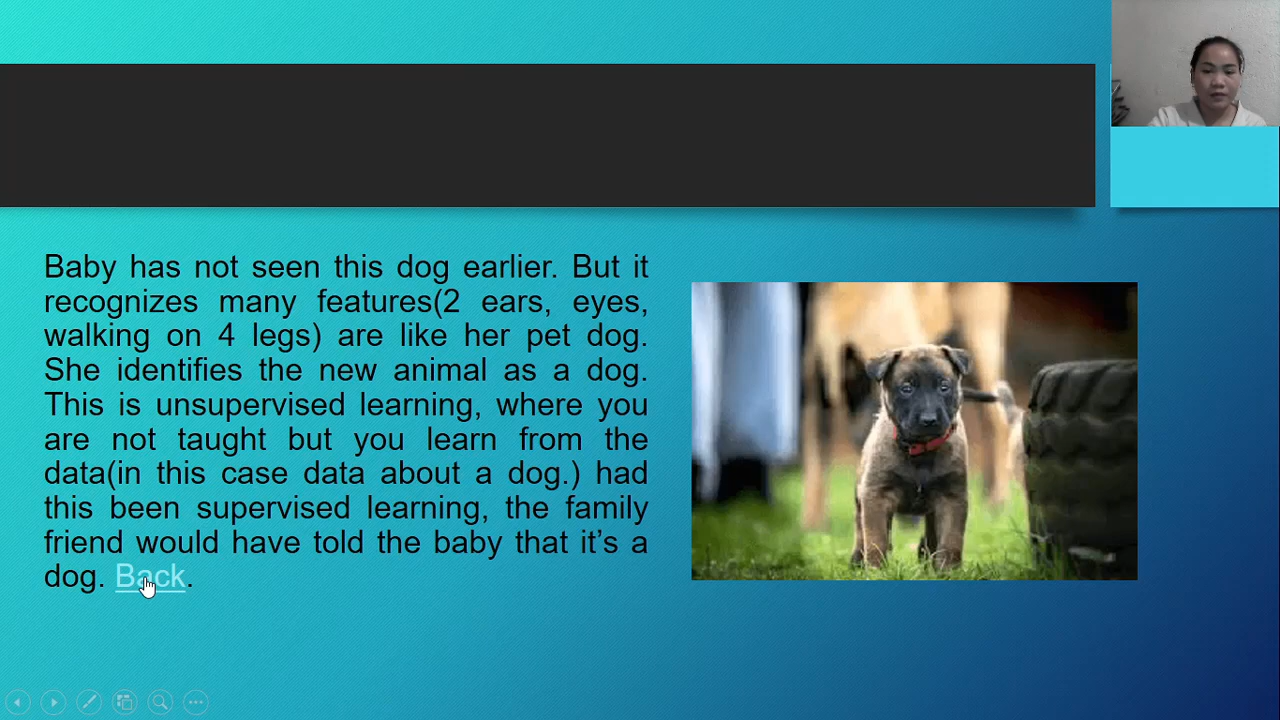 Baby has not seen this dog earlier. But it
recognizes many features(2 ears, eyes,
walking on 4 legs) are like her pet dog.
She identifies the new animal as a dog.
This is unsupervised learning, where you
are not taught but you learn from the
data(in this case data about a dog.) had
this been supervised learning, the family
friend would have told the baby that it’s a
dog. Back.